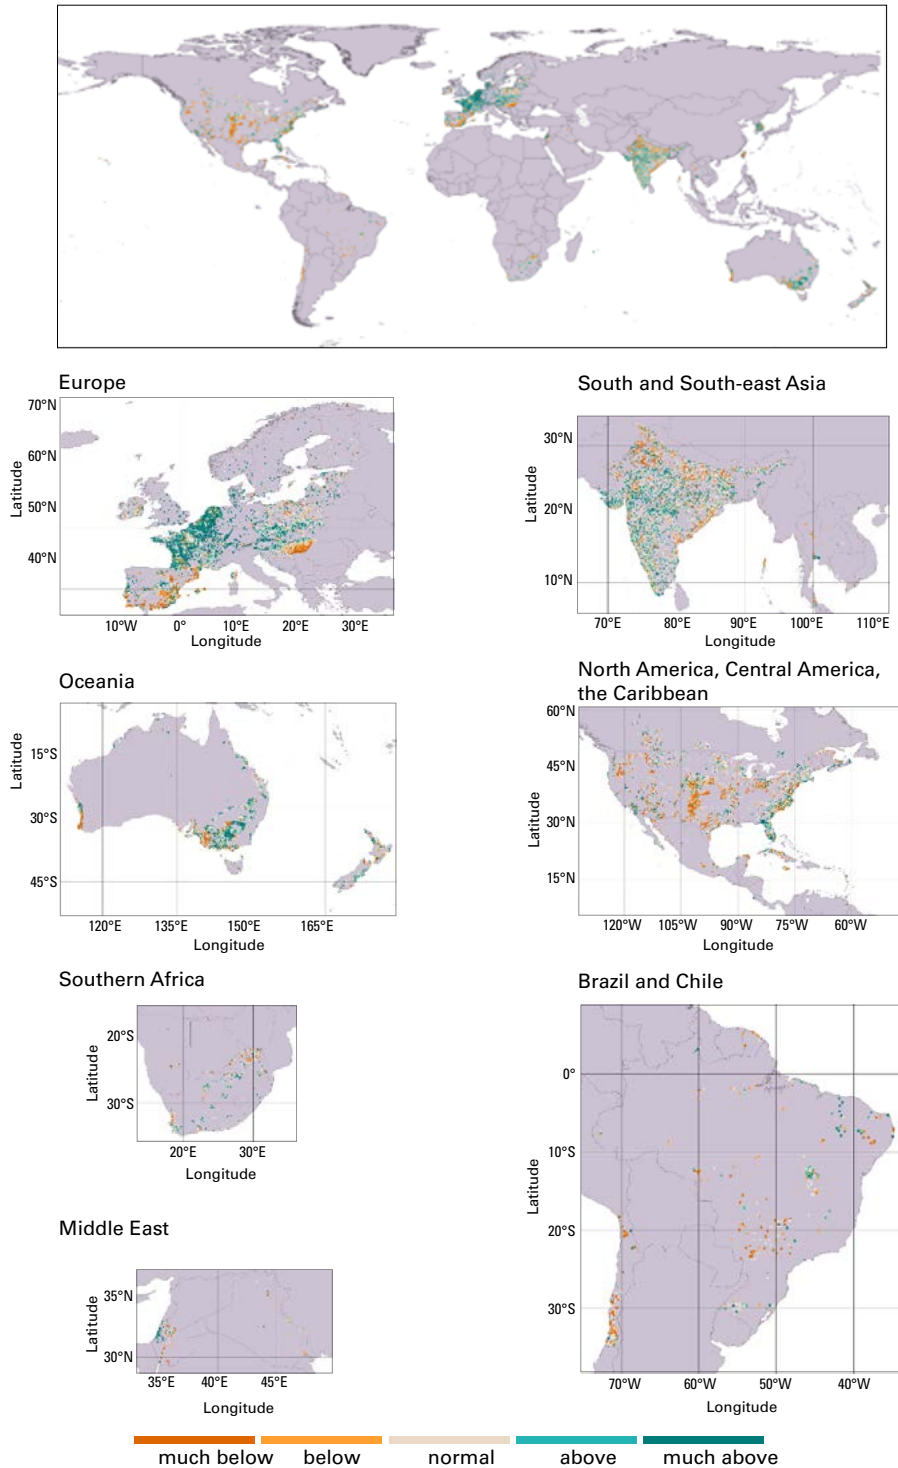 Europe
70°N
60°N
50°N
40°N
Latitude
10°W 0° 10°E 20°E 30°E
Longitude
South and South-east Asia
30°N
20°N
10°N
Latitude
70°E 80°E 90°E 100°E 110°E
Longitude
Oceania
15°S
30°S
45°S
Latitude
120°E 135°E 150°E 165°E
Longitude
North America, Central America,
the Caribbean
60°N
45°N
30°N
15°N
Latitude
120°W 105°W 90°W 75°W 60°W
Longitude
Southern Africa
20°S
30°S
Latitude
20°E 30°E
Longitude
Brazil and Chile
0°
10°S
20°S
30°S
Latitude
70°W 60°W 50°W 40°W
Longitude
Middle East
35°N
30°N
Latitude
35°E 40°E 45°E
Longitude
much below below normal above much above